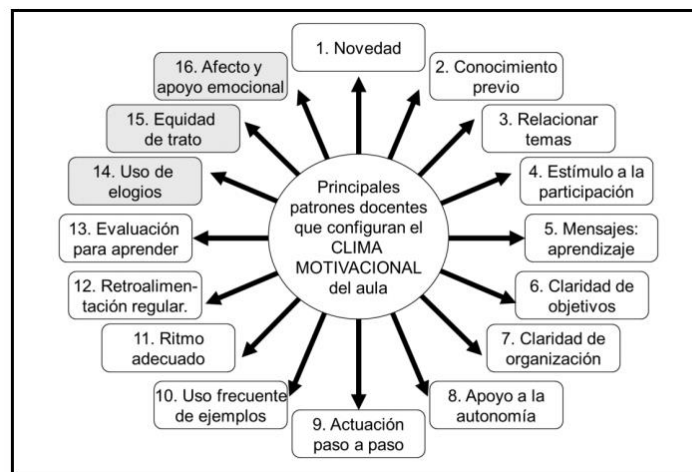 1. Novedad
2. Conocimiento
previo
3. Relacionar
temas
4. Estímulo a la
participación
5. Mensajes:
aprendizaje
6. Claridad de
objetivos
7. Claridad de
organización
8. Apoyo a la
autonomía
9. Actuación
paso a paso
10. Uso frecuente
de ejemplos
11. Ritmo
adecuado
12. Retroalimen-
tación regular.
13. Evaluación
para aprender
14. Uso de
elogios
15. Equidad
de trato
16. Afecto y
apoyo emocional
Principales
patrones docentes
que configuran el
CLIMA
MOTIVACIONAL
del aula